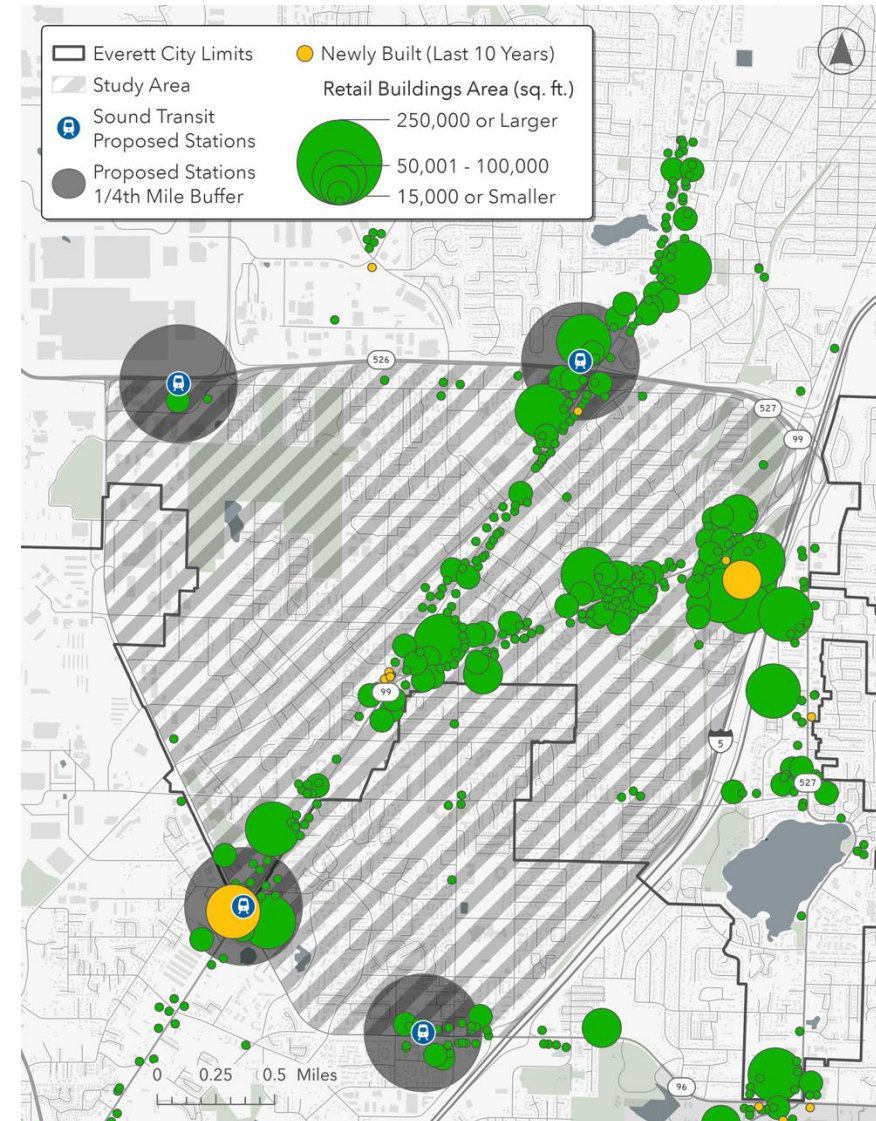 Everett City Limits
Study Area
Sound Transit
Proposed Stations
Proposed Stations
1/4th Mile Buffer
Newly Built (Last 10 Years)
Retail Buildings Area (sq. ft.)
250,000 or Larger
50,001 - 100,000
15,000 or Smaller
526
527
99
99
5
527
96
0 0.25 0.5 Miles